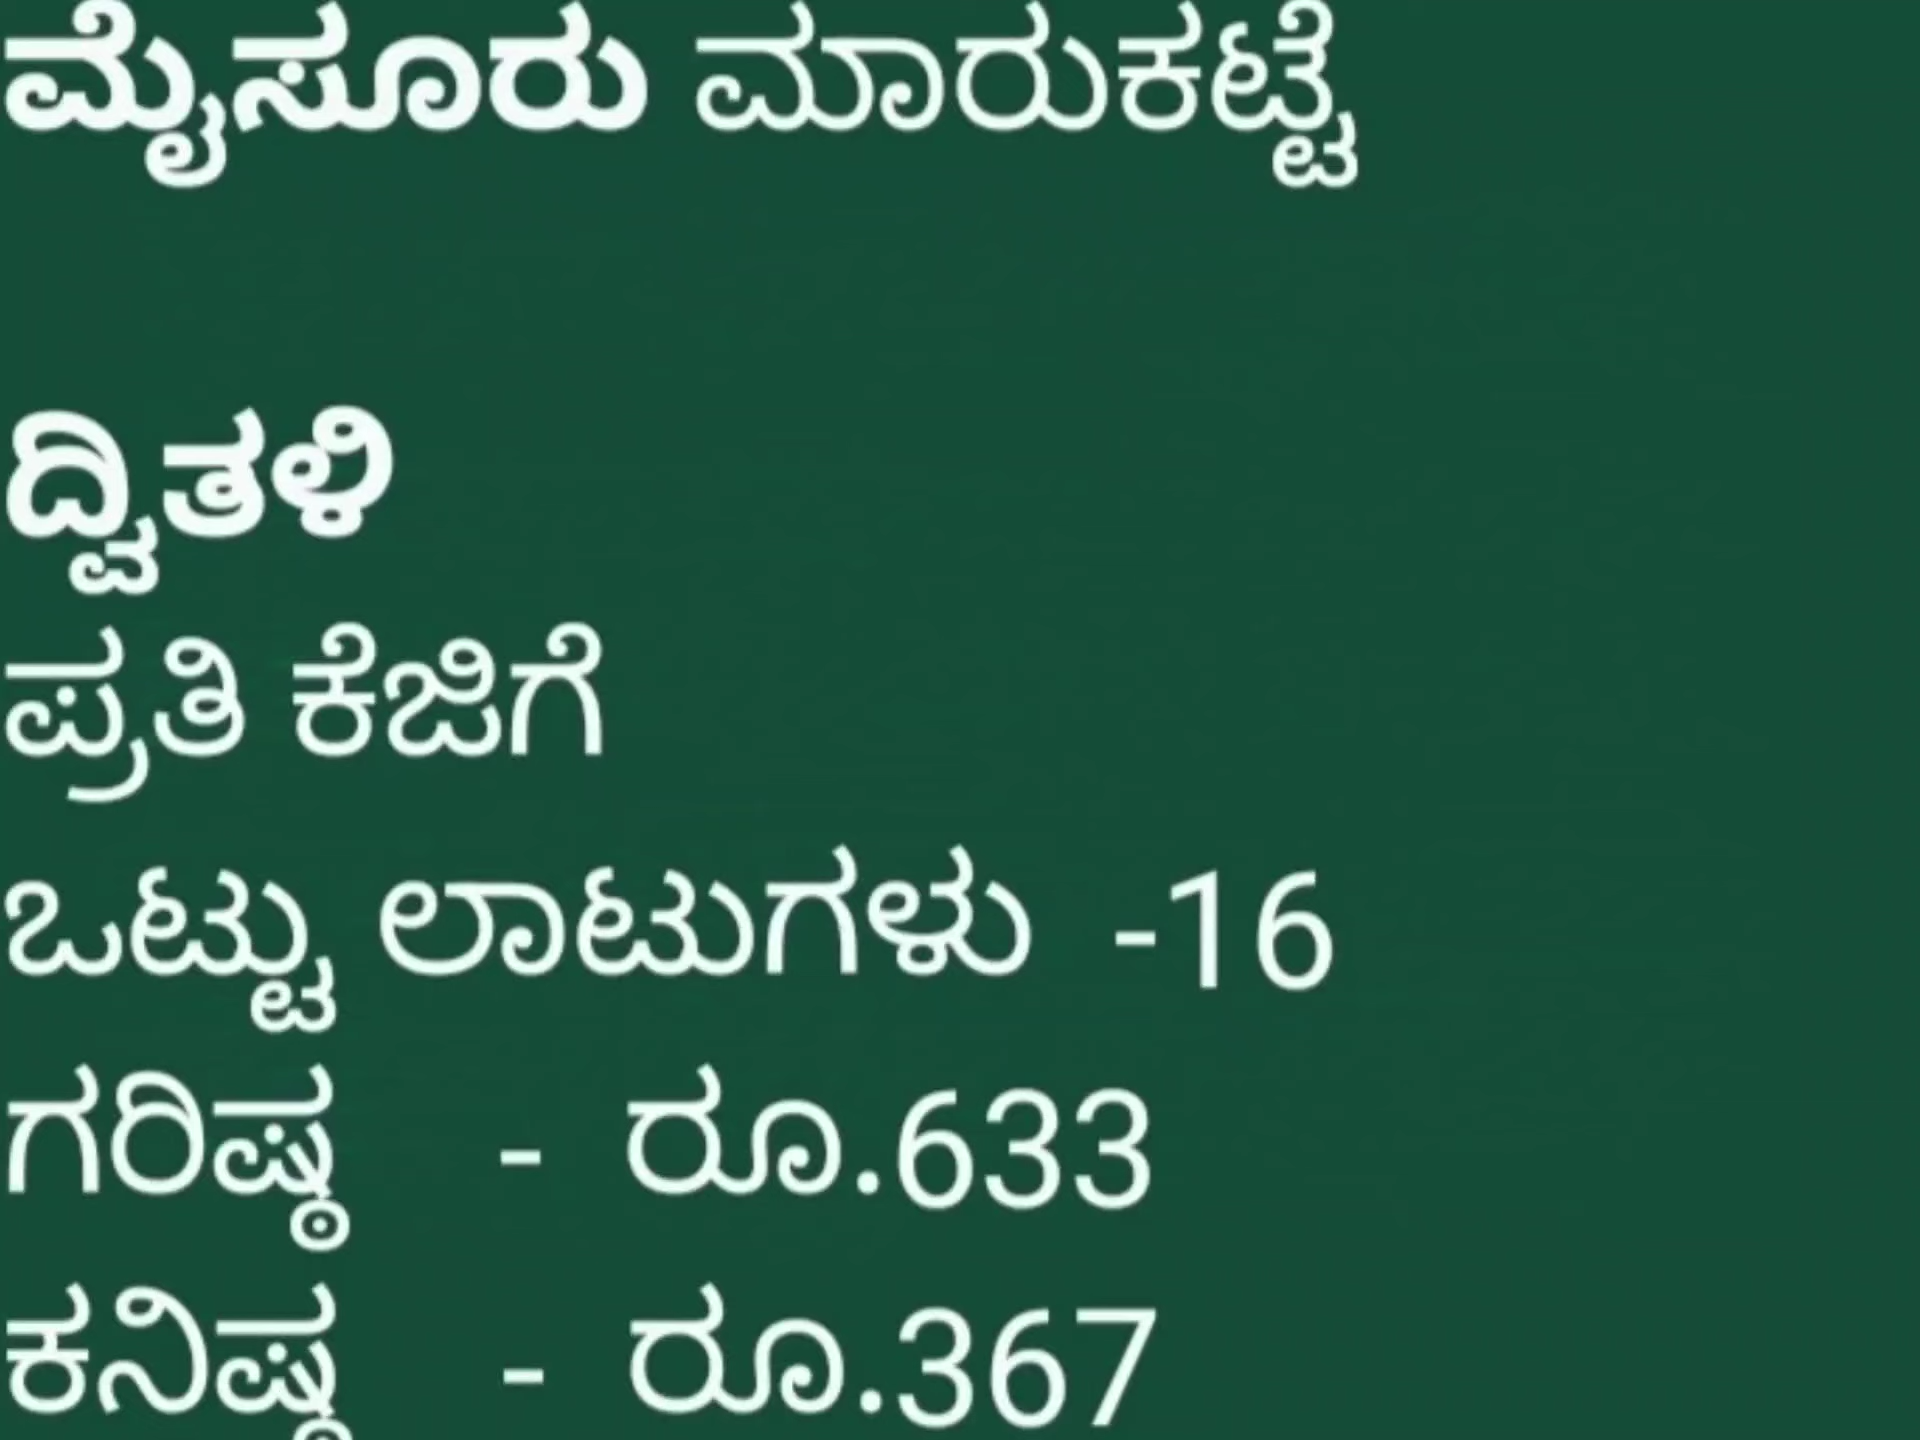 ಮೈಸೂರು ಮಾರುಕಟ್ಟೆ
ದ್ವಿತಳಿ
ಪ್ರತಿ ಕೆಜಿಗೆ
ಒಟ್ಟು ಲಾಟುಗಳು -16
ಗರಿಷ್ಠ - ರೂ.633
ಕನಿಷ್ಠ - ರೂ.367